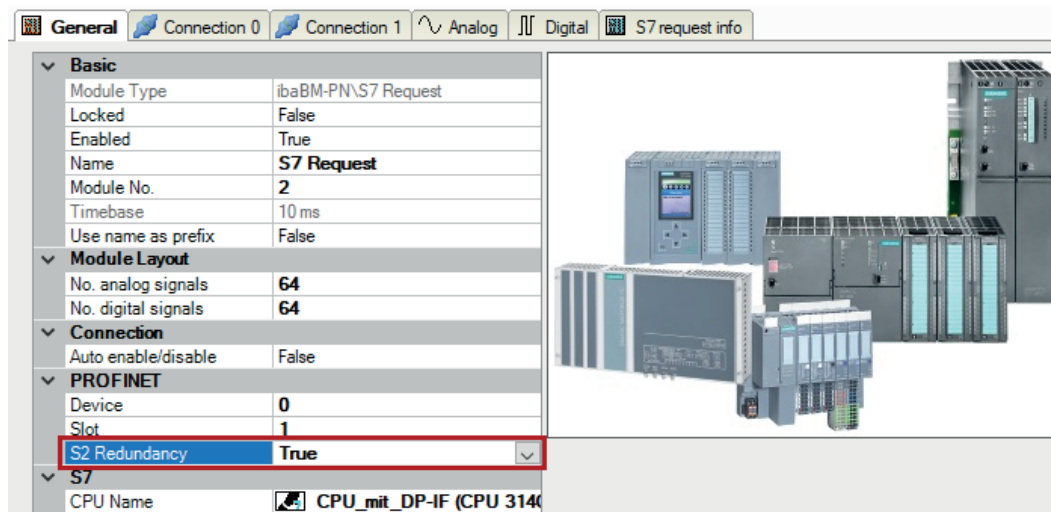 General Connection 0 Connection 1 Analog Digital S7 request info
Basic
Module Type ibaBM-PN\S7 Request
Locked False
Enabled True
Name S7 Request
Module No. 2
Timebase 10 ms
Use name as prefix False
Module Layout
No. analog signals 64
No. digital signals 64
Connection
Auto enable/disable False
PROFINET
Device 0
Slot 1
S2 Redundancy True
S7
CPU Name CPU_mit_DP-IF (CPU 314C